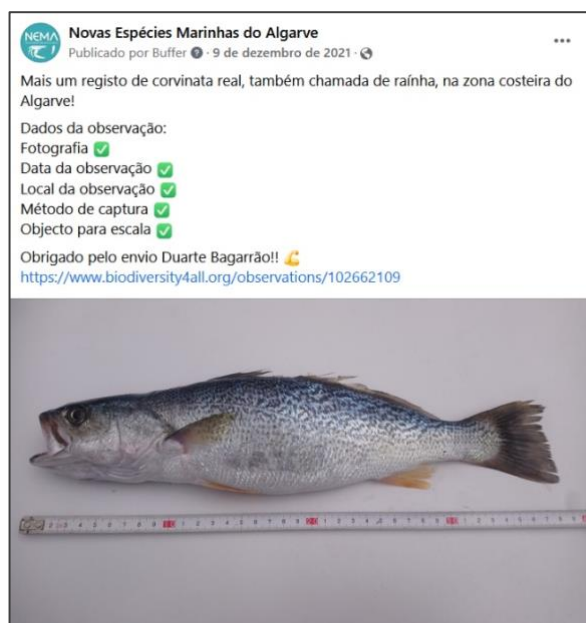 NEMA
Novas Espécies Marinhas do Algarve
Publicado por Buffer · 9 de dezembro de 2021 ·
Mais um registo de corvinata real, também chamada de raínha, na zona costeira do
Algarve!
Dados da observação:
Fotografia ✅
Data da observação ✅
Local da observação ✅
Método de captura ✅
Objecto para escala ✅
Obrigado pelo envio Duarte Bagarrão!! 💪
https://www.biodiversity4all.org/observations/102662109